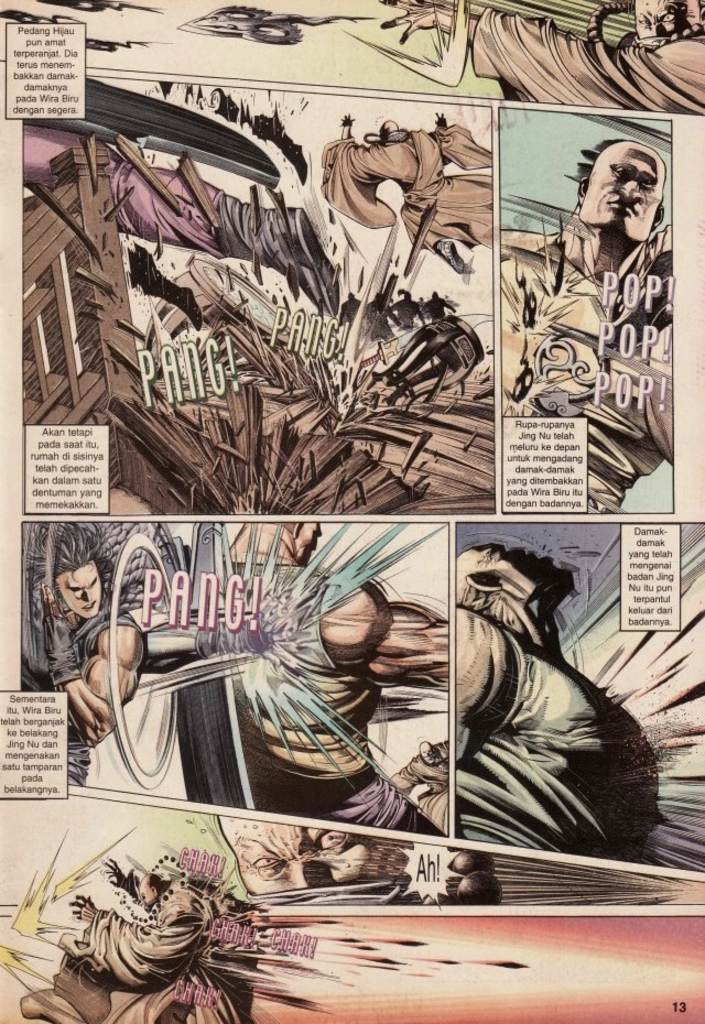 Pedang Hijau
pun amat
terperanjat. Dia
terus menem-
bakkan damak-
damaknya
pada Wira Biru
dengan segera.
PANG!
PANG!
Akan tetapi
pada saat itu,
rumah di sisinya
telah dipecah-
kan dalam satu
dentuman yang
memekakkan.
POP!
POP!
POP!
Rupa-rupanya
Jing Nu telah
meluru ke depan
untuk mengadang
damak-damak
yang ditembakkan
pada Wira Biru itu
dengan badannya.
PANG!
Sementara
itu, Wira Biru
telah berganjak
ke belakang
Jing Nu dan
mengenakan
satu tamparan
pada
belakangnya.
Damak-
damak
yang telah
mengenai
badan Jing
Nu itu pun
terpantul
keluar dari
badannya.
Ah!
CHAK!
CHAK! CHAK!
CHAK!
13